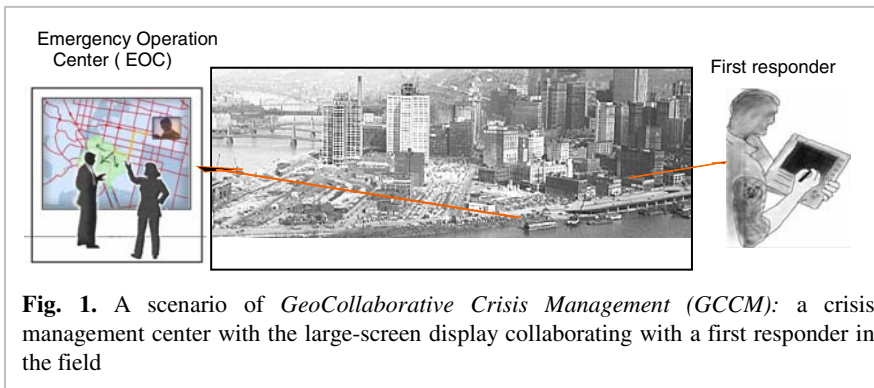 Emergency Operation
Center ( EOC)
First responder
Fig. 1. A scenario of GeoCollaborative Crisis Management (GCCM): a crisis
management center with the large-screen display collaborating with a first responder in
the field